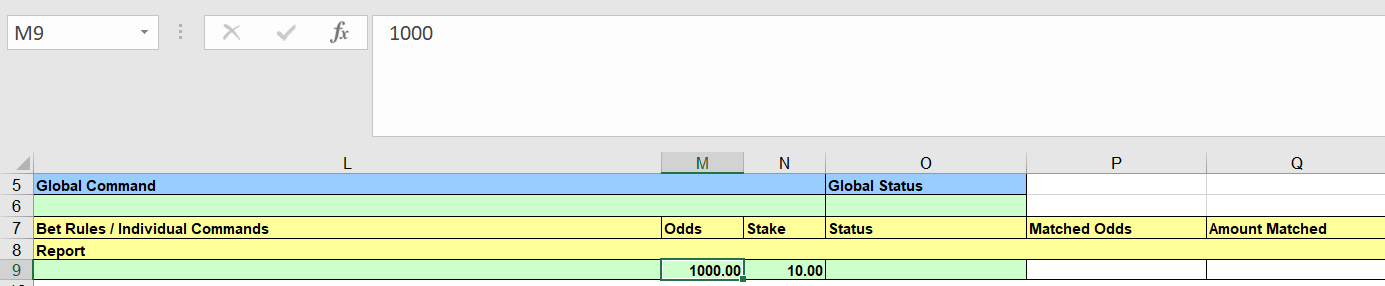 M9 fx 1000
L M N O P Q
5 Global Command Global Status
6
7 Bet Rules / Individual Commands Odds Stake Status Matched Odds Amount Matched
8 Report
9 1000.00 10.00